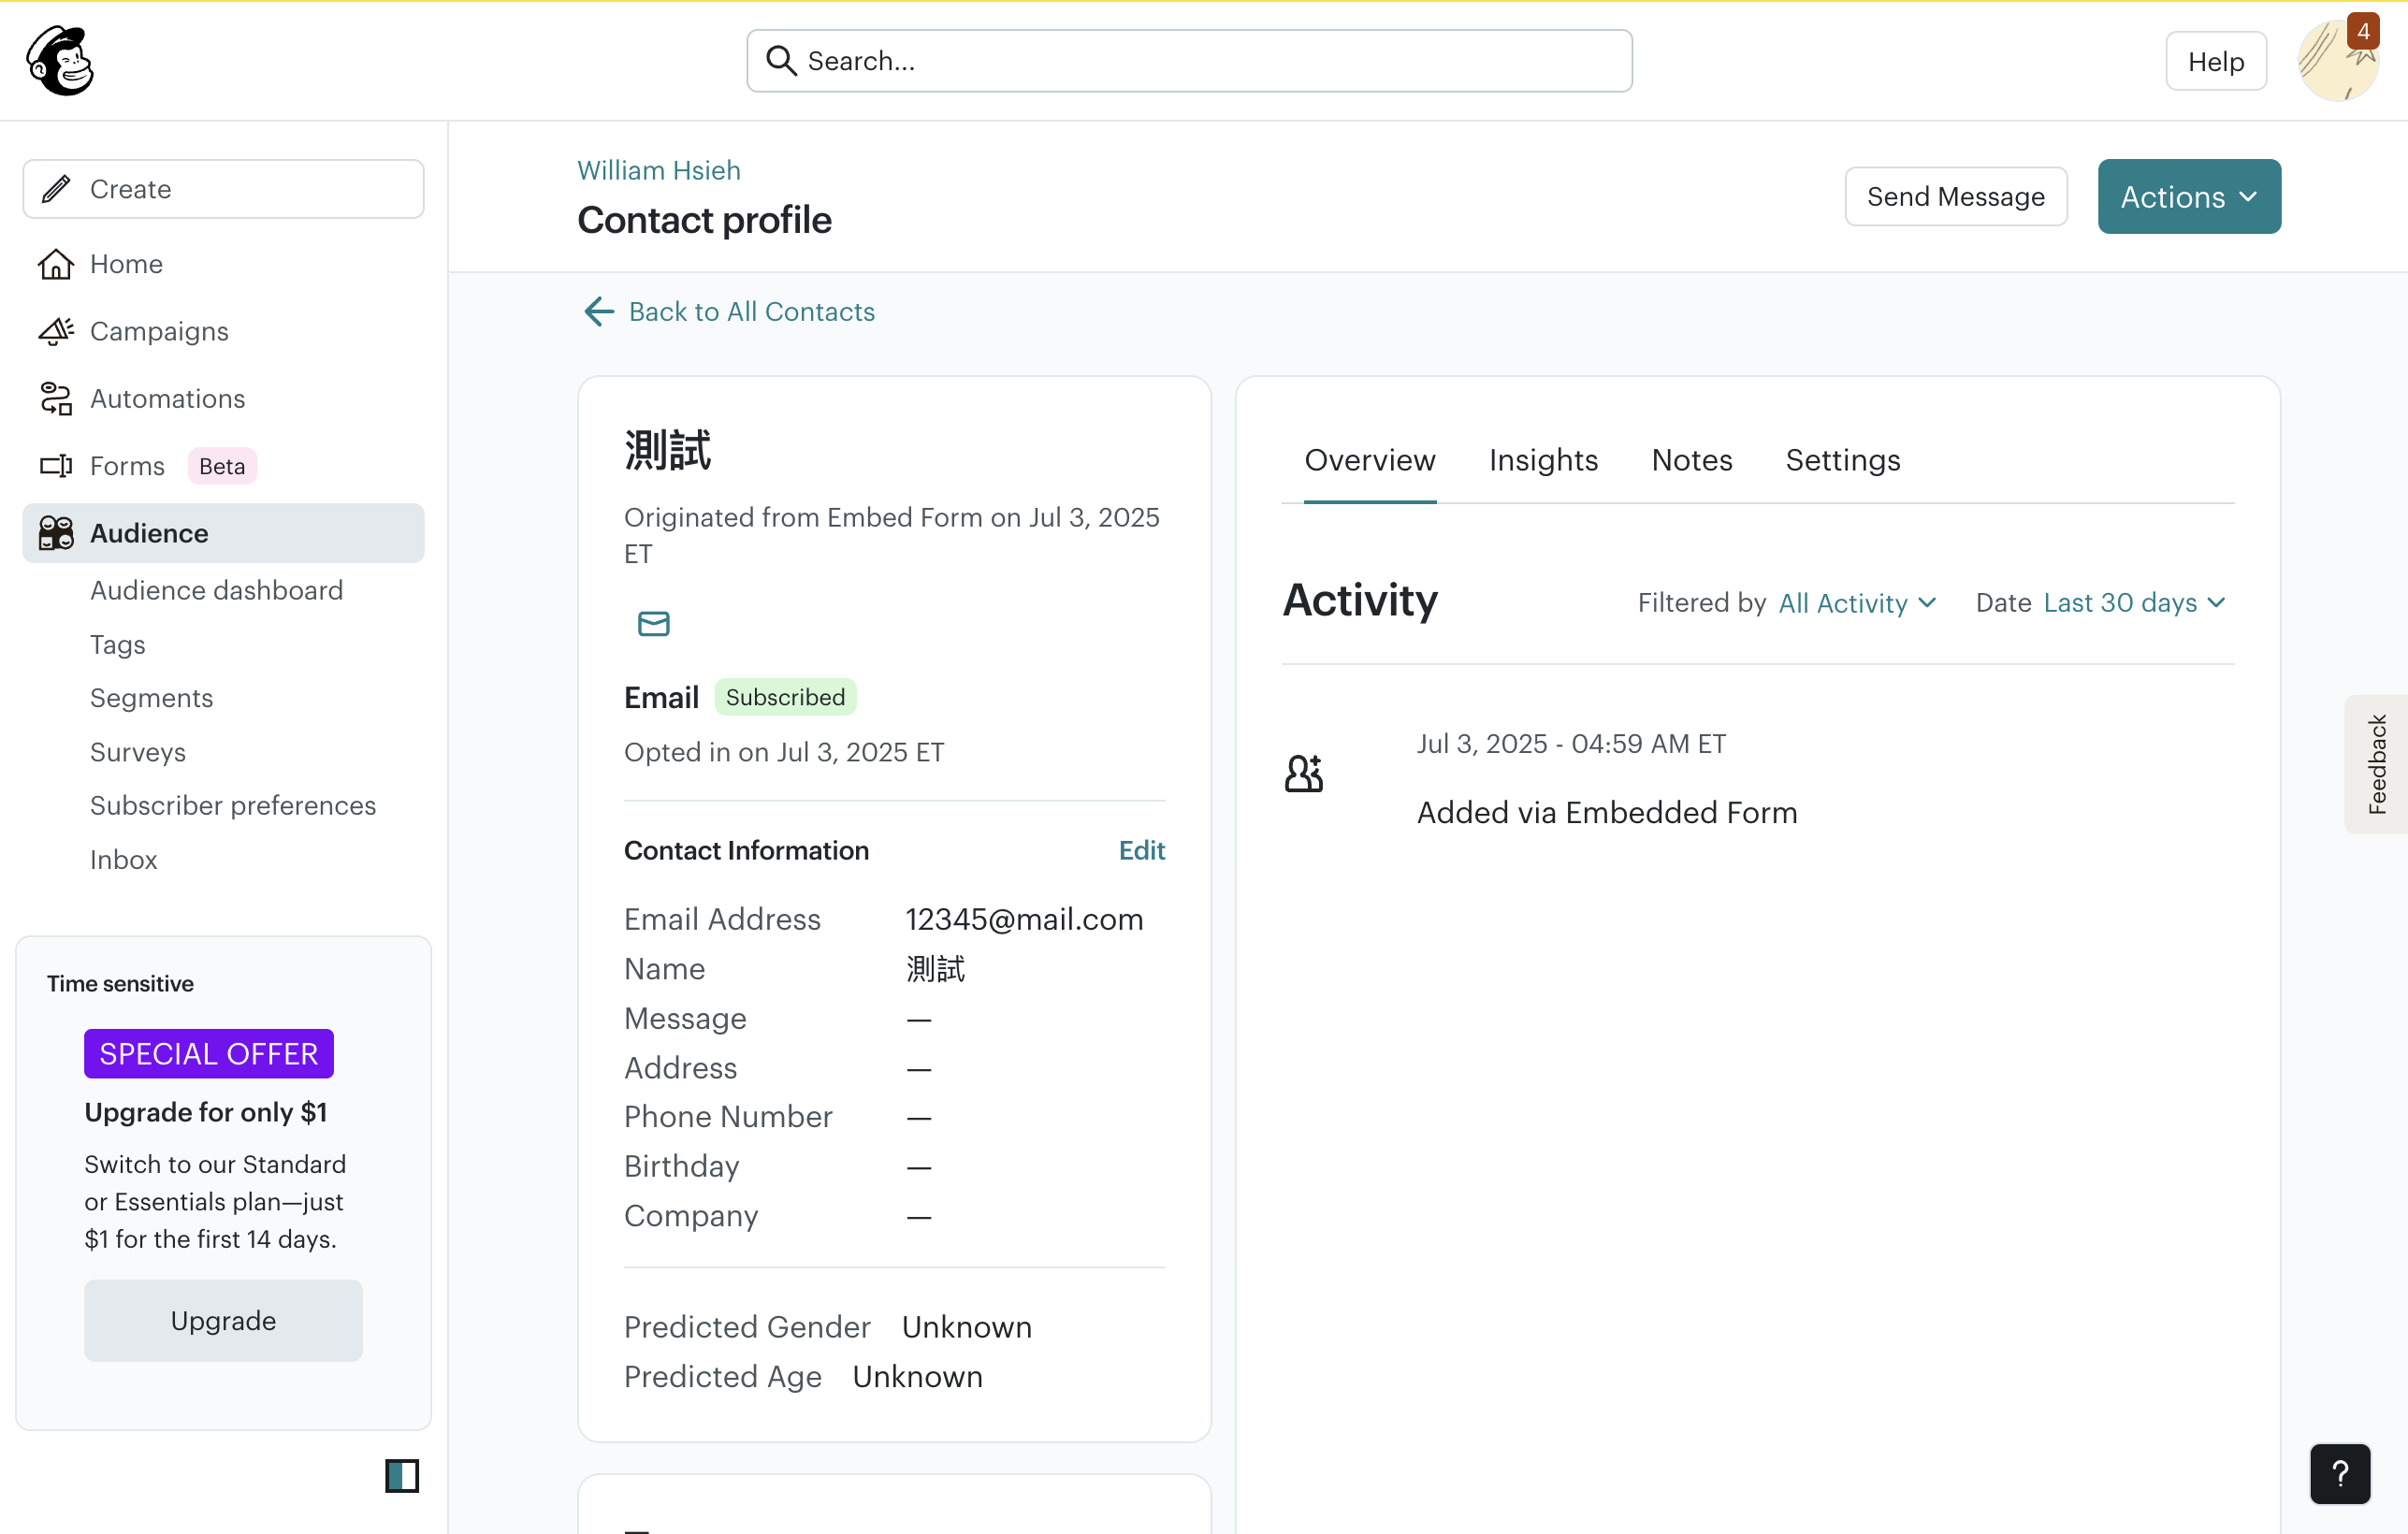 Search...
Help
4
Create
Home
Campaigns
Automations
Forms Beta
Audience
Audience dashboard
Tags
Segments
Surveys
Subscriber preferences
Inbox
Time sensitive
SPECIAL OFFER
Upgrade for only $1
Switch to our Standard
or Essentials plan—just
$1 for the first 14 days.
Upgrade
William Hsieh
Contact profile
Send Message
Actions
Back to All Contacts
測試
Originated from Embed Form on Jul 3, 2025
ET
Email Subscribed
Opted in on Jul 3, 2025 ET
Contact Information Edit
Email Address 12345@mail.com
Name 測試
Message —
Address —
Phone Number —
Birthday —
Company —
Predicted Gender Unknown
Predicted Age Unknown
Overview Insights Notes Settings
Activity Filtered by All Activity Date Last 30 days
Jul 3, 2025 - 04:59 AM ET
Added via Embedded Form
Feedback
?